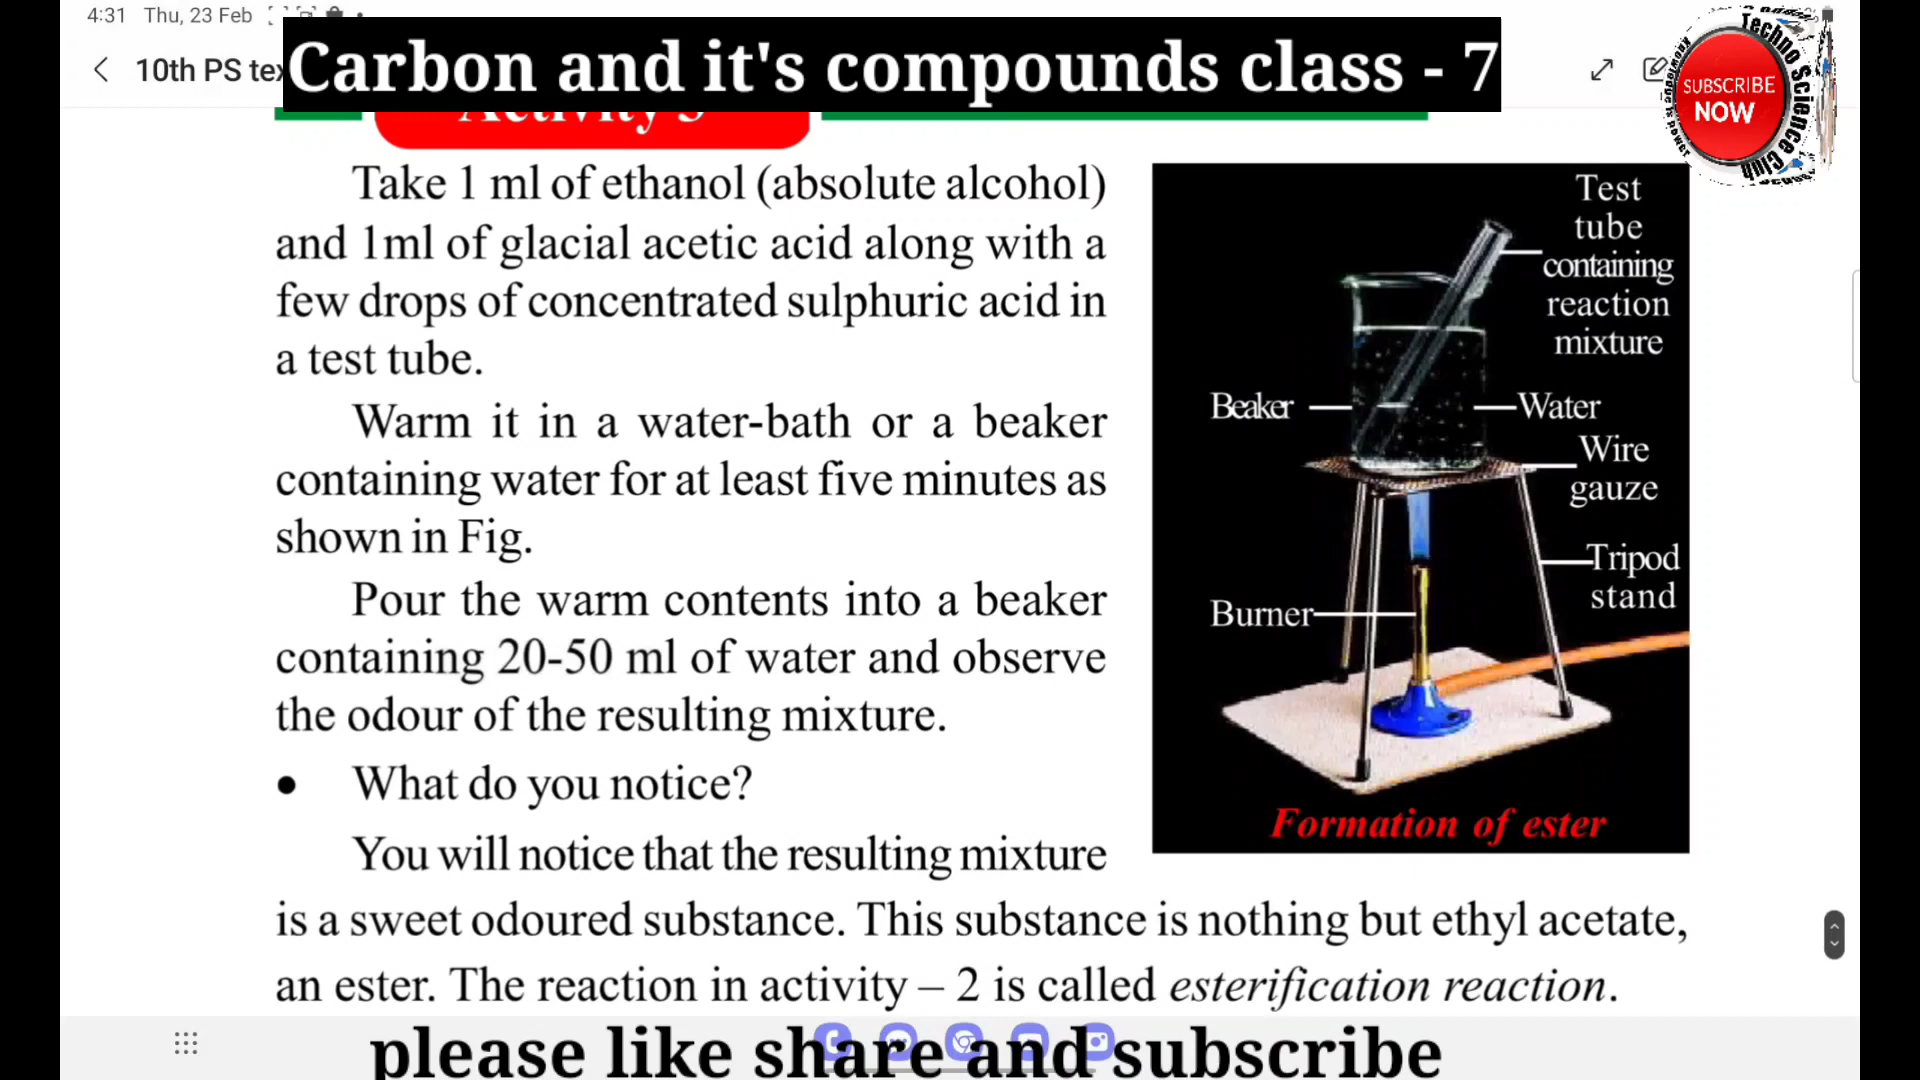 4:31 Thu, 23 Feb
10th PS tex
Carbon and it's compounds class - 7
SUBSCRIBE
NOW
Techno Science Club
Activity 3
Take 1 ml of ethanol (absolute alcohol)
and 1ml of glacial acetic acid along with a
few drops of concentrated sulphuric acid in
a test tube.
Warm it in a water-bath or a beaker
containing water for at least five minutes as
shown in Fig.
Pour the warm contents into a beaker
containing 20-50 ml of water and observe
the odour of the resulting mixture.
• What do you notice?
You will notice that the resulting mixture
is a sweet odoured substance. This substance is nothing but ethyl acetate,
an ester. The reaction in activity – 2 is called esterification reaction.
Test
tube
containing
reaction
mixture
Beaker
Water
Wire
gauze
Tripod
stand
Burner
Formation of ester
please like share and subscribe